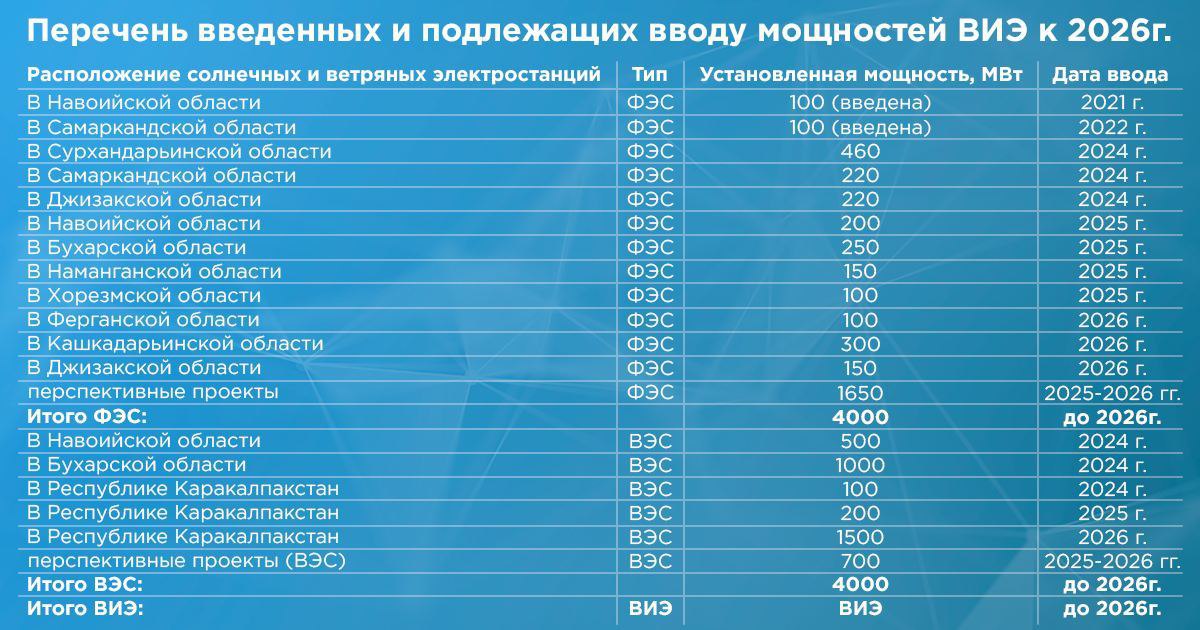 Перечень введенных и подлежащих вводу мощностей ВИЭ к 2026г.
Расположение солнечных и ветряных электростанций Тип Установленная мощность, МВт Дата ввода
В Навоийской области ФЭС 100 (введена) 2021 г.
В Самаркандской области ФЭС 100 (введена) 2022 г.
В Сурхандарьинской области ФЭС 460 2024 г.
В Самаркандской области ФЭС 220 2024 г.
В Джизакской области ФЭС 220 2024 г.
В Навоийской области ФЭС 200 2025 г.
В Бухарской области ФЭС 250 2025 г.
В Наманганской области ФЭС 150 2025 г.
В Хорезмской области ФЭС 100 2025 г.
В Ферганской области ФЭС 100 2026 г.
В Кашкадарьинской области ФЭС 300 2026 г.
В Джизакской области ФЭС 150 2026 г.
перспективные проекты ФЭС 1650 2025-2026 гг.
Итого ФЭС: 4000 до 2026г.
В Навоийской области ВЭС 500 2024 г.
В Бухарской области ВЭС 1000 2024 г.
В Республике Каракалпакстан ВЭС 100 2024 г.
В Республике Каракалпакстан ВЭС 200 2025 г.
В Республике Каракалпакстан ВЭС 1500 2026 г.
перспективные проекты (ВЭС) ВЭС 700 2025-2026 гг.
Итого ВЭС: 4000 до 2026г.
Итого ВИЭ: ВИЭ ВИЭ до 2026г.